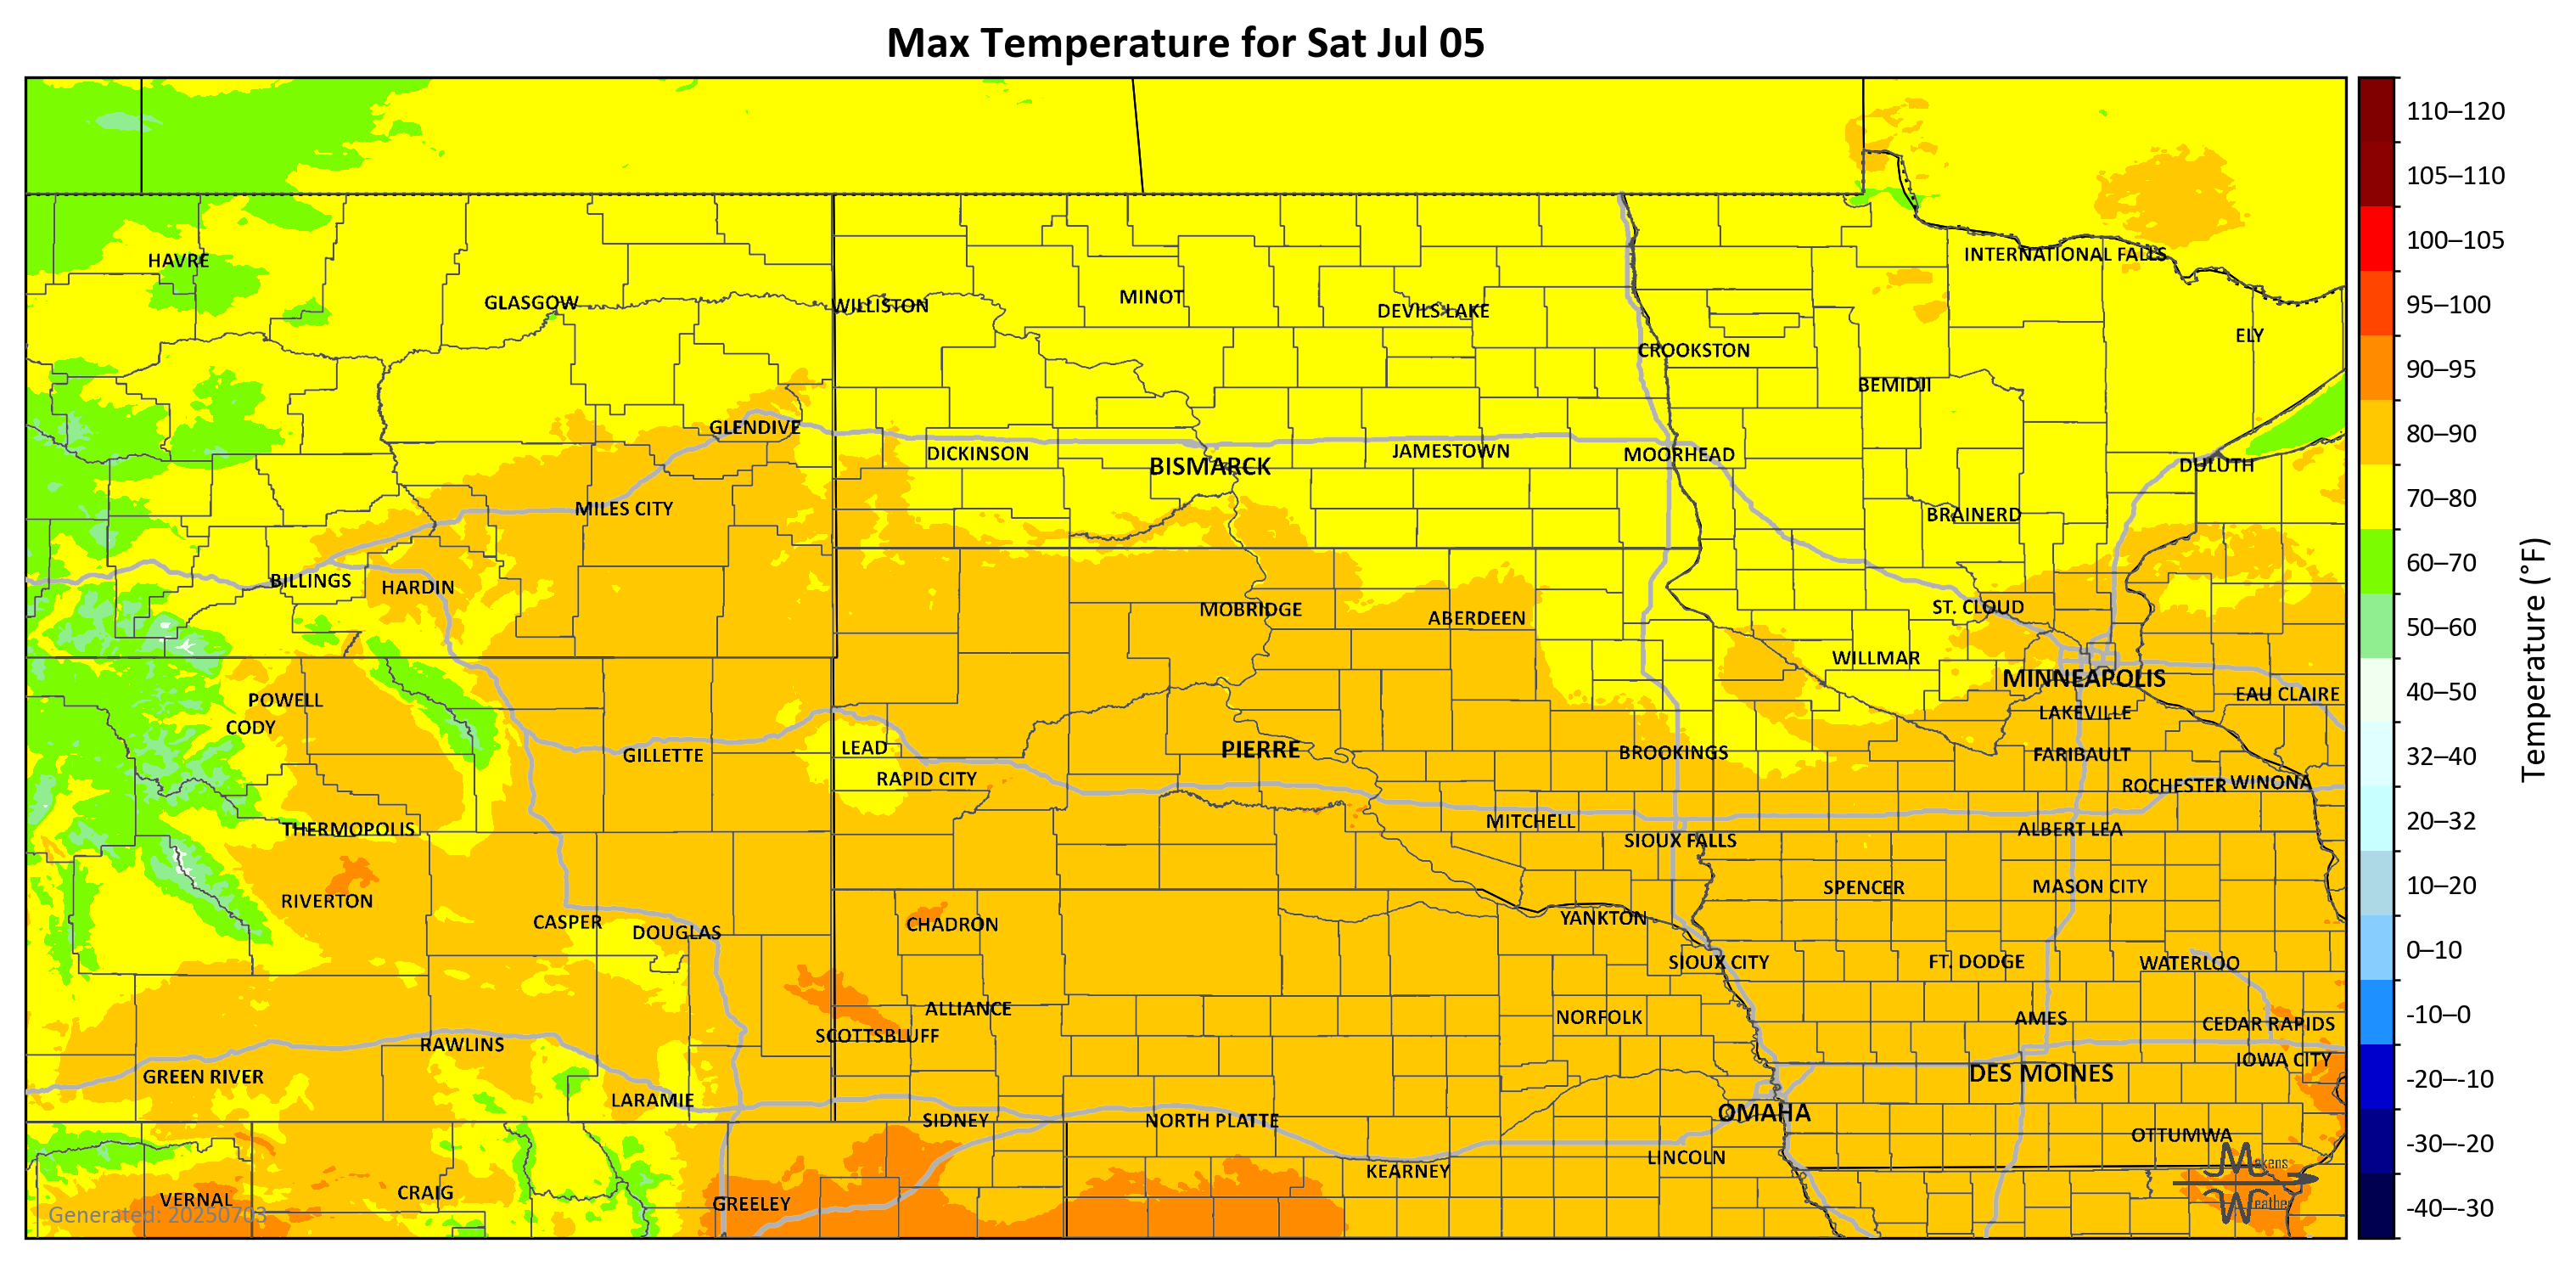 Max Temperature for Sat Jul 05
110–120
105–110
100–105
95–100
90–95
80–90
70–80
60–70
50–60
40–50
32–40
20–32
10–20
0–10
-10–0
-20–-10
-30–-20
-40–-30
Temperature (°F)
INTERNATIONAL FALLS
HAVRE
GLASGOW
WILLISTON
MINOT
DEVILS LAKE
ELY
CROOKSTON
BEMIDJI
GLENDIVE
DICKINSON
BISMARCK
JAMESTOWN
MOORHEAD
DULUTH
MILES CITY
BRAINERD
BILLINGS
HARDIN
MOBRIDGE
ABERDEEN
ST. CLOUD
WILLMAR
MINNEAPOLIS
EAU CLAIRE
POWELL
CODY
LAKEVILLE
GILLETTE
LEAD
PIERRE
BROOKINGS
FARIBAULT
RAPID CITY
ROCHESTER
WINONA
THERMOPOLIS
MITCHELL
SIOUX FALLS
ALBERT LEA
RIVERTON
SPENCER
MASON CITY
CASPER
DOUGLAS
CHADRON
YANKTON
SIOUX CITY
FT. DODGE
WATERLOO
ALLIANCE
NORFOLK
AMES
CEDAR RAPIDS
SCOTTSBLUFF
RAWLINS
IOWA CITY
GREEN RIVER
DES MOINES
LARAMIE
SIDNEY
NORTH PLATTE
OMAHA
OTTUMWA
LINCOLN
KEARNEY
VERNAL
CRAIG
GREELEY
Makens
Weather
Generated: 20250703